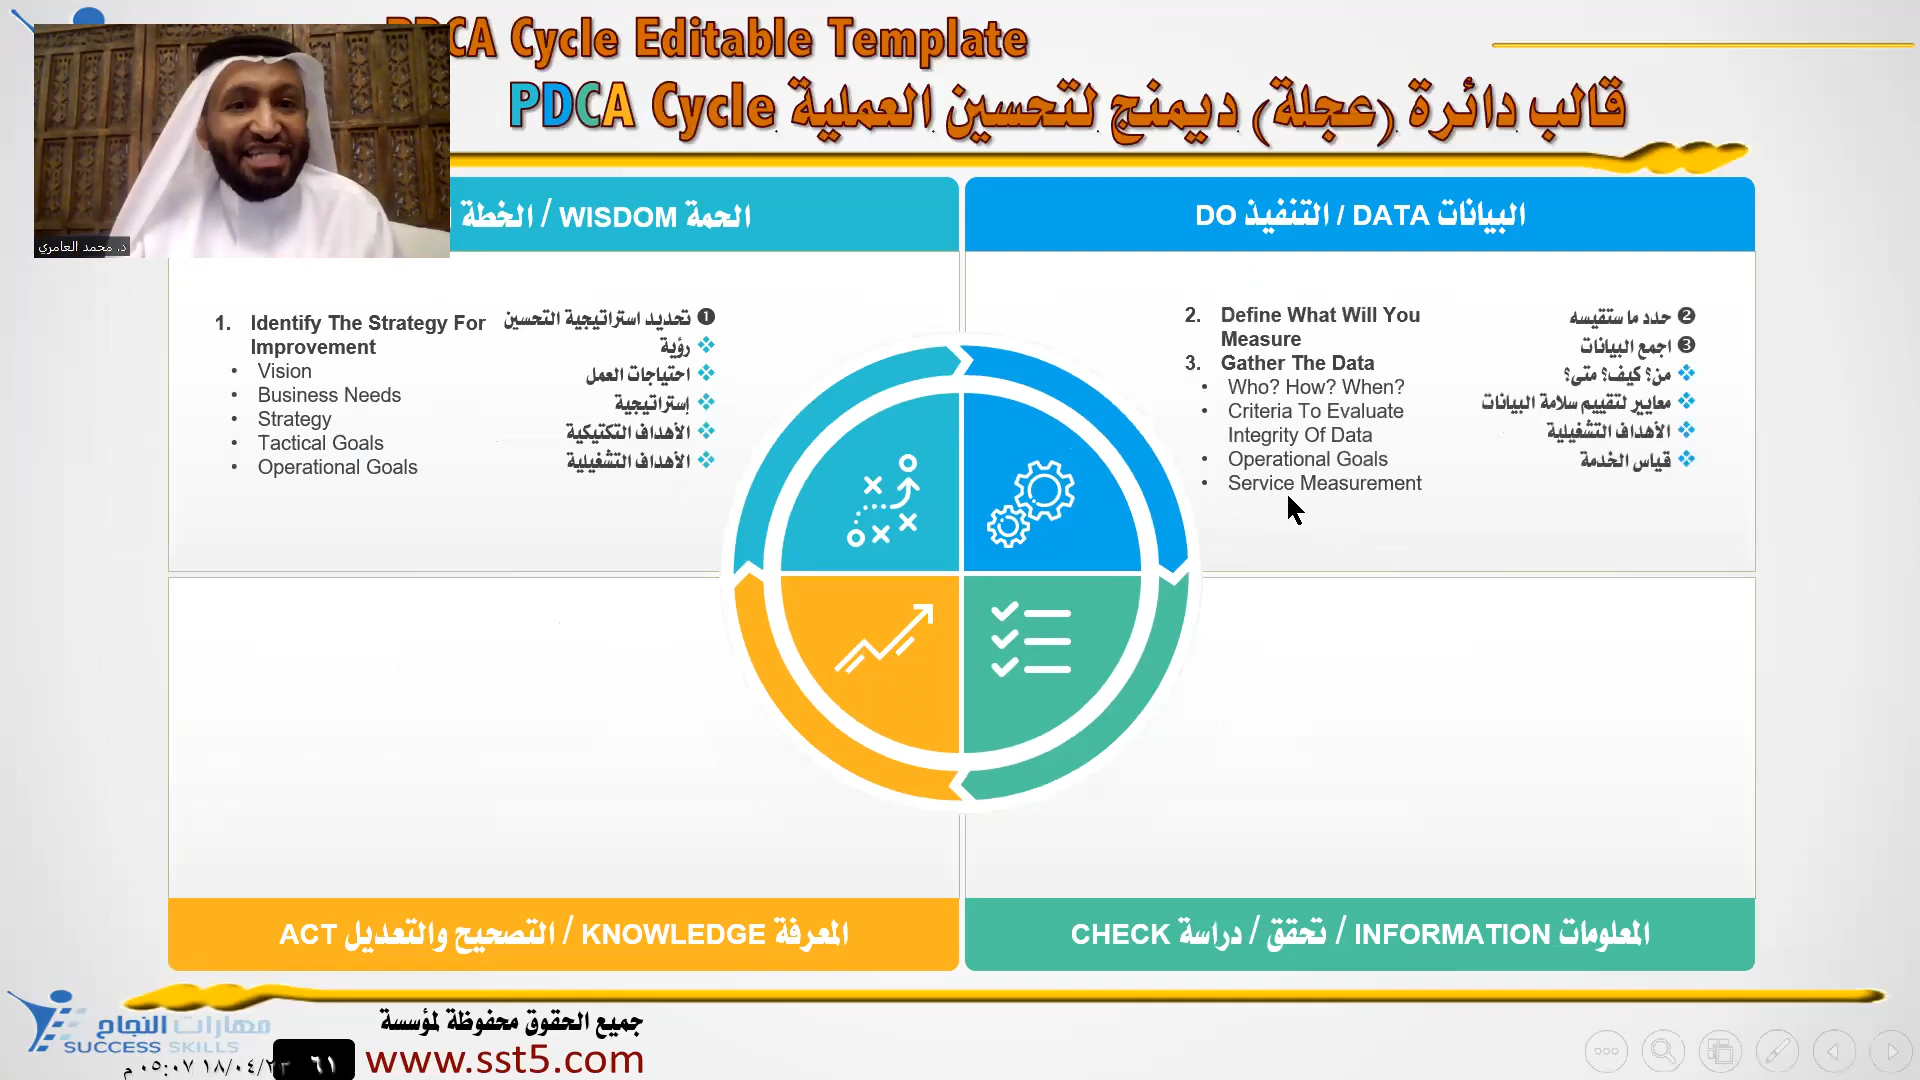 CA Cycle Editable Template
قالب دائرة (عجلة) ديمنج لتحسين العملية PDCA Cycle
د. محمد العامري
الحمة WISDOM / الخطة
البيانات DATA / التنفيذ DO
1. Identify The Strategy For
Improvement
• Vision
• Business Needs
• Strategy
• Tactical Goals
• Operational Goals
❶ تحديد استراتيجية التحسين
❖ رؤية
❖ احتياجات العمل
❖ إستراتيجية
❖ الأهداف التكتيكية
❖ الأهداف التشغيلية
2. Define What Will You
Measure
3. Gather The Data
• Who? How? When?
• Criteria To Evaluate
Integrity Of Data
• Operational Goals
• Service Measurement
❷ حدد ما ستقيسه
❸ اجمع البيانات
❖ من؟ كيف؟ متى؟
❖ معايير لتقييم سلامة البيانات
❖ الأهداف التشغيلية
❖ قياس الخدمة
المعرفة KNOWLEDGE / التصحيح والتعديل ACT
المعلومات INFORMATION / تحقق / دراسة CHECK
مهارات النجاح
SUCCESS SKILLS
جميع الحقوق محفوظة لمؤسسة
www.sst5.com
٦١